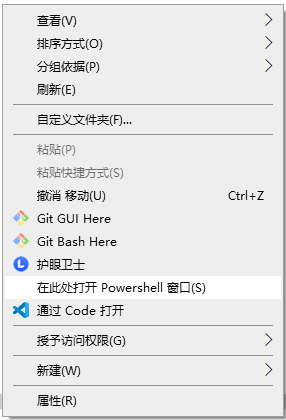 查看(V)
排序方式(O)
分组依据(P)
刷新(E)
自定义文件夹(F)...
粘贴(P)
粘贴快捷方式(S)
撤消 移动(U) Ctrl+Z
Git GUI Here
Git Bash Here
护眼卫士
在此处打开 Powershell 窗口(S)
通过 Code 打开
授予访问权限(G)
新建(W)
属性(R)